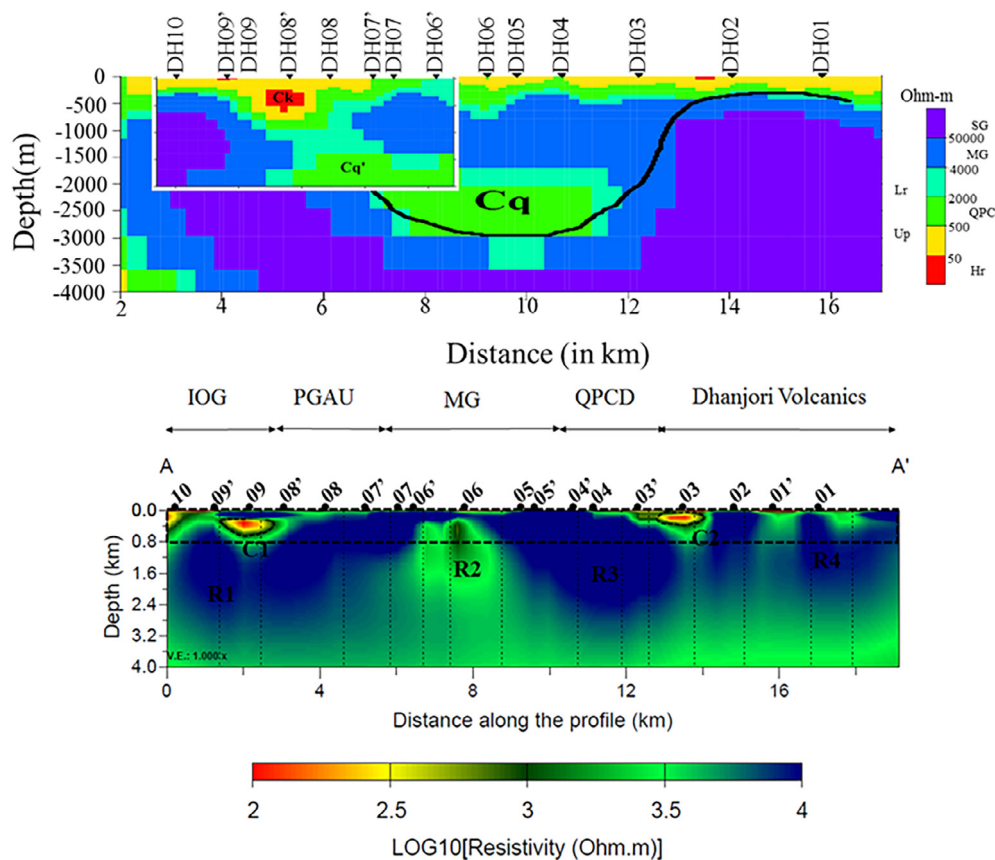 DH10 DH09' DH09 DH08' DH08 DH07' DH07 DH06' DH06 DH05 DH04 DH03 DH02 DH01
Ohm-m
0
-500
-1000
-1500
-2000
-2500
-3000
-3500
-4000
Depth(m)
Ck
Cq'
Cq
SG
50000
MG
4000
Lr
2000
QPC
Up
500
50
Hr
2 4 6 8 10 12 14 16
Distance (in km)
IOG PGAU MG QPCD Dhanjori Volcanics
A A'
10 09' 09 08' 08 07' 07 06' 06 05 05' 04' 04 03' 03 02 01' 01
0.0
0.8
1.6
2.4
3.2
4.0
Depth (km)
C1 C2
R1 R2 R3 R4
V.E.: 1.000 x
0 4 8 12 16
Distance along the profile (km)
2 2.5 3 3.5 4
LOG10[Resistivity (Ohm.m)]